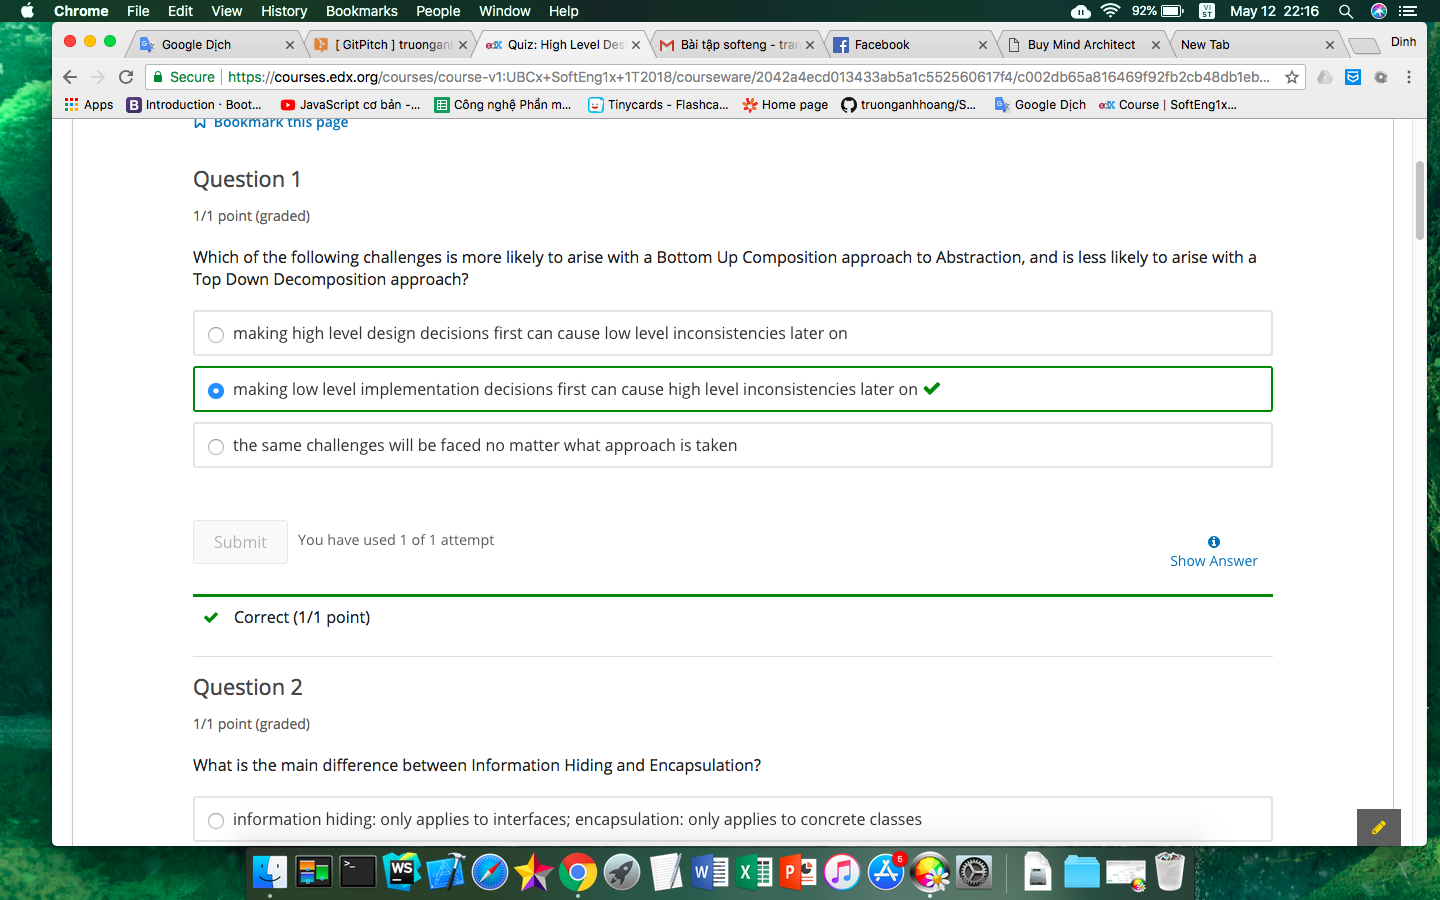 Chrome File Edit View History Bookmarks People Window Help 92% VI ST May 12 22:16
Google Dịch [ GitPitch ] truongan edX Quiz: High Level Des Bài tập softeng - tran Facebook Buy Mind Architect New Tab Dinh
Secure https://courses.edx.org/courses/course-v1:UBCx+SoftEng1x+1T2018/courseware/2042a4ecd013433ab5a1c552560617f4/c002db65a816469f92fb2cb48db1eb...
Apps B Introduction · Boot... JavaScript cơ bản -... Công nghệ Phần m... Tinycards - Flashca... Home page truonganhhoang/S... Google Dịch edX Course | SoftEng1x...
Bookmark this page
Question 1
1/1 point (graded)
Which of the following challenges is more likely to arise with a Bottom Up Composition approach to Abstraction, and is less likely to arise with a
Top Down Decomposition approach?
making high level design decisions first can cause low level inconsistencies later on
making low level implementation decisions first can cause high level inconsistencies later on
the same challenges will be faced no matter what approach is taken
Submit You have used 1 of 1 attempt
Show Answer
Correct (1/1 point)
Question 2
1/1 point (graded)
What is the main difference between Information Hiding and Encapsulation?
information hiding: only applies to interfaces; encapsulation: only applies to concrete classes
>_ WS W X P 5